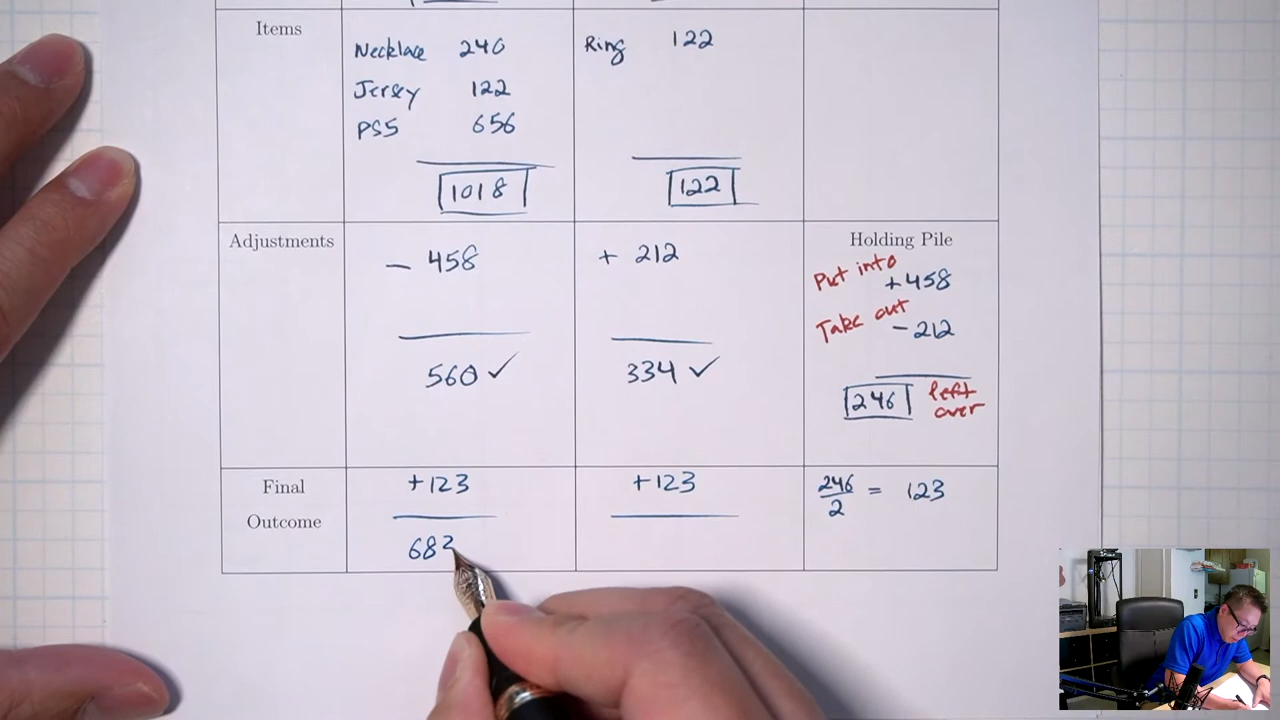 Items
Necklace 240
Jersey 122
PS5 656
1018
Ring 122
122
Adjustments
– 458
560 ✓
+ 212
334 ✓
Holding Pile
Put into +458
Take out – 212
246 left over
Final
Outcome
+123
682
+123
246/2 = 123